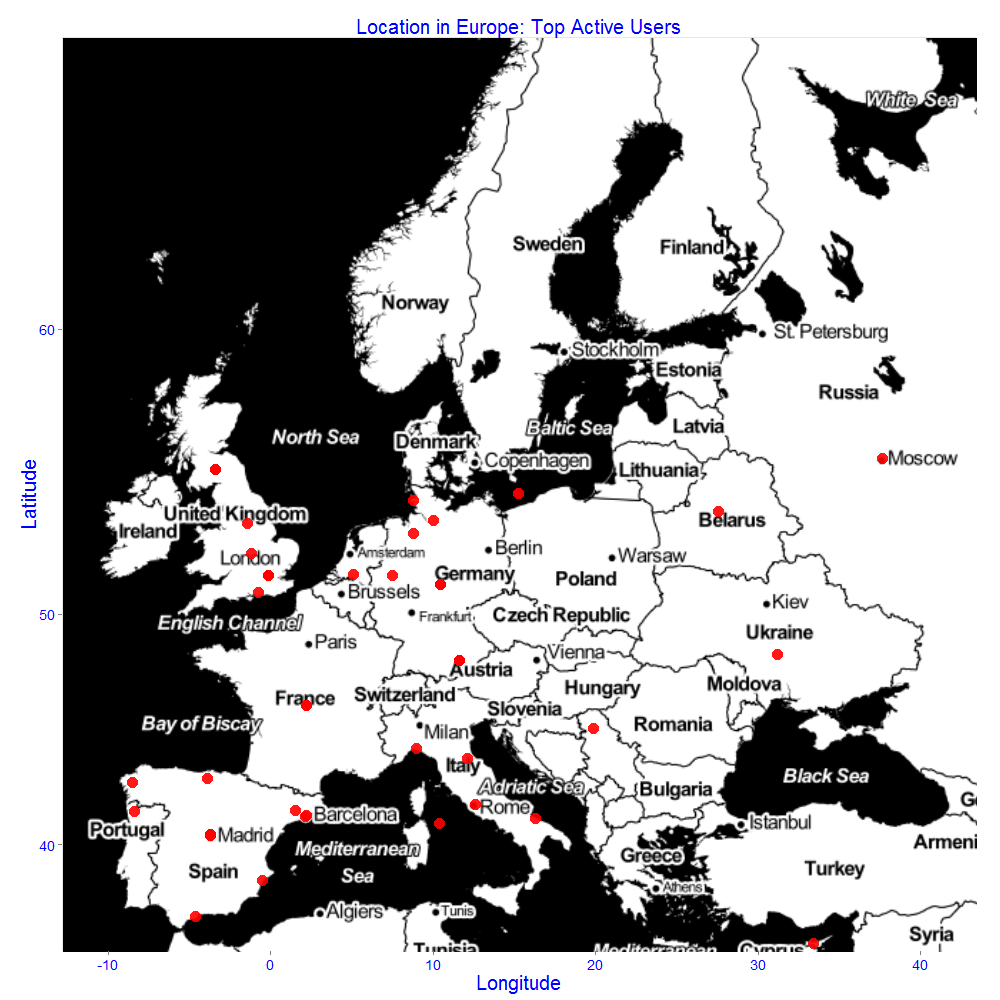 Location in Europe: Top Active Users
White Sea
Sweden
Finland
Norway
60
St. Petersburg
Stockholm
Estonia
Russia
North Sea
Baltic Sea
Latvia
Denmark
Copenhagen
Lithuania
Moscow
Latitude
United Kingdom
Ireland
Belarus
London
Amsterdam
Berlin
Warsaw
Germany
Poland
Brussels
50
Frankfurt
Czech Republic
Kiev
English Channel
Paris
Ukraine
Vienna
Austria
Switzerland
Hungary
Moldova
France
Slovenia
Bay of Biscay
Milan
Romania
Italy
Adriatic Sea
Bulgaria
Black Sea
Rome
Portugal
Barcelona
Istanbul
Madrid
40
Mediterranean
Sea
Greece
Armeni
Spain
Turkey
Athens
Algiers
Tunis
Syria
Tunisia
Mediterranean
Cyprus
-10
0
10
20
30
40
Longitude